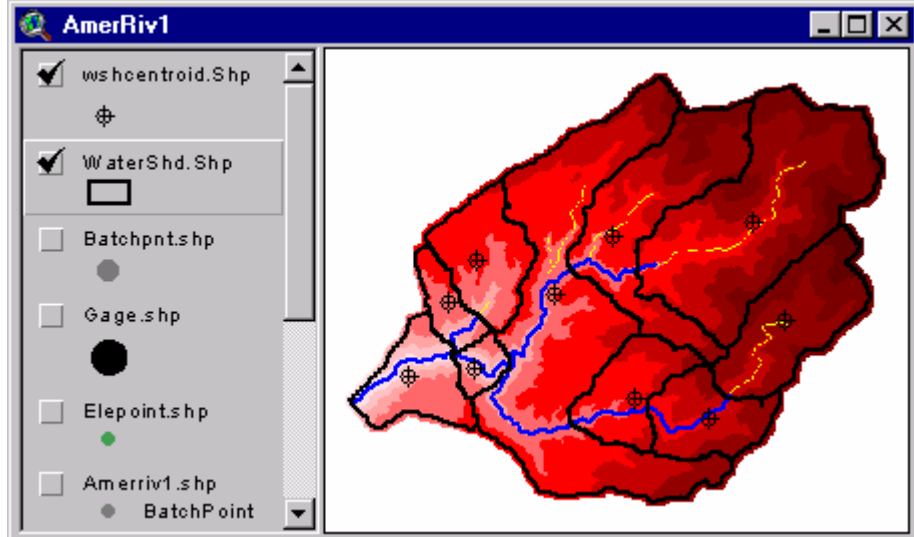 AmerRiv1
wshcentroid.Shp
WaterShd.Shp
Batchpnt.shp
Gage.shp
Elepoint.shp
Amerriv1.shp
BatchPoint